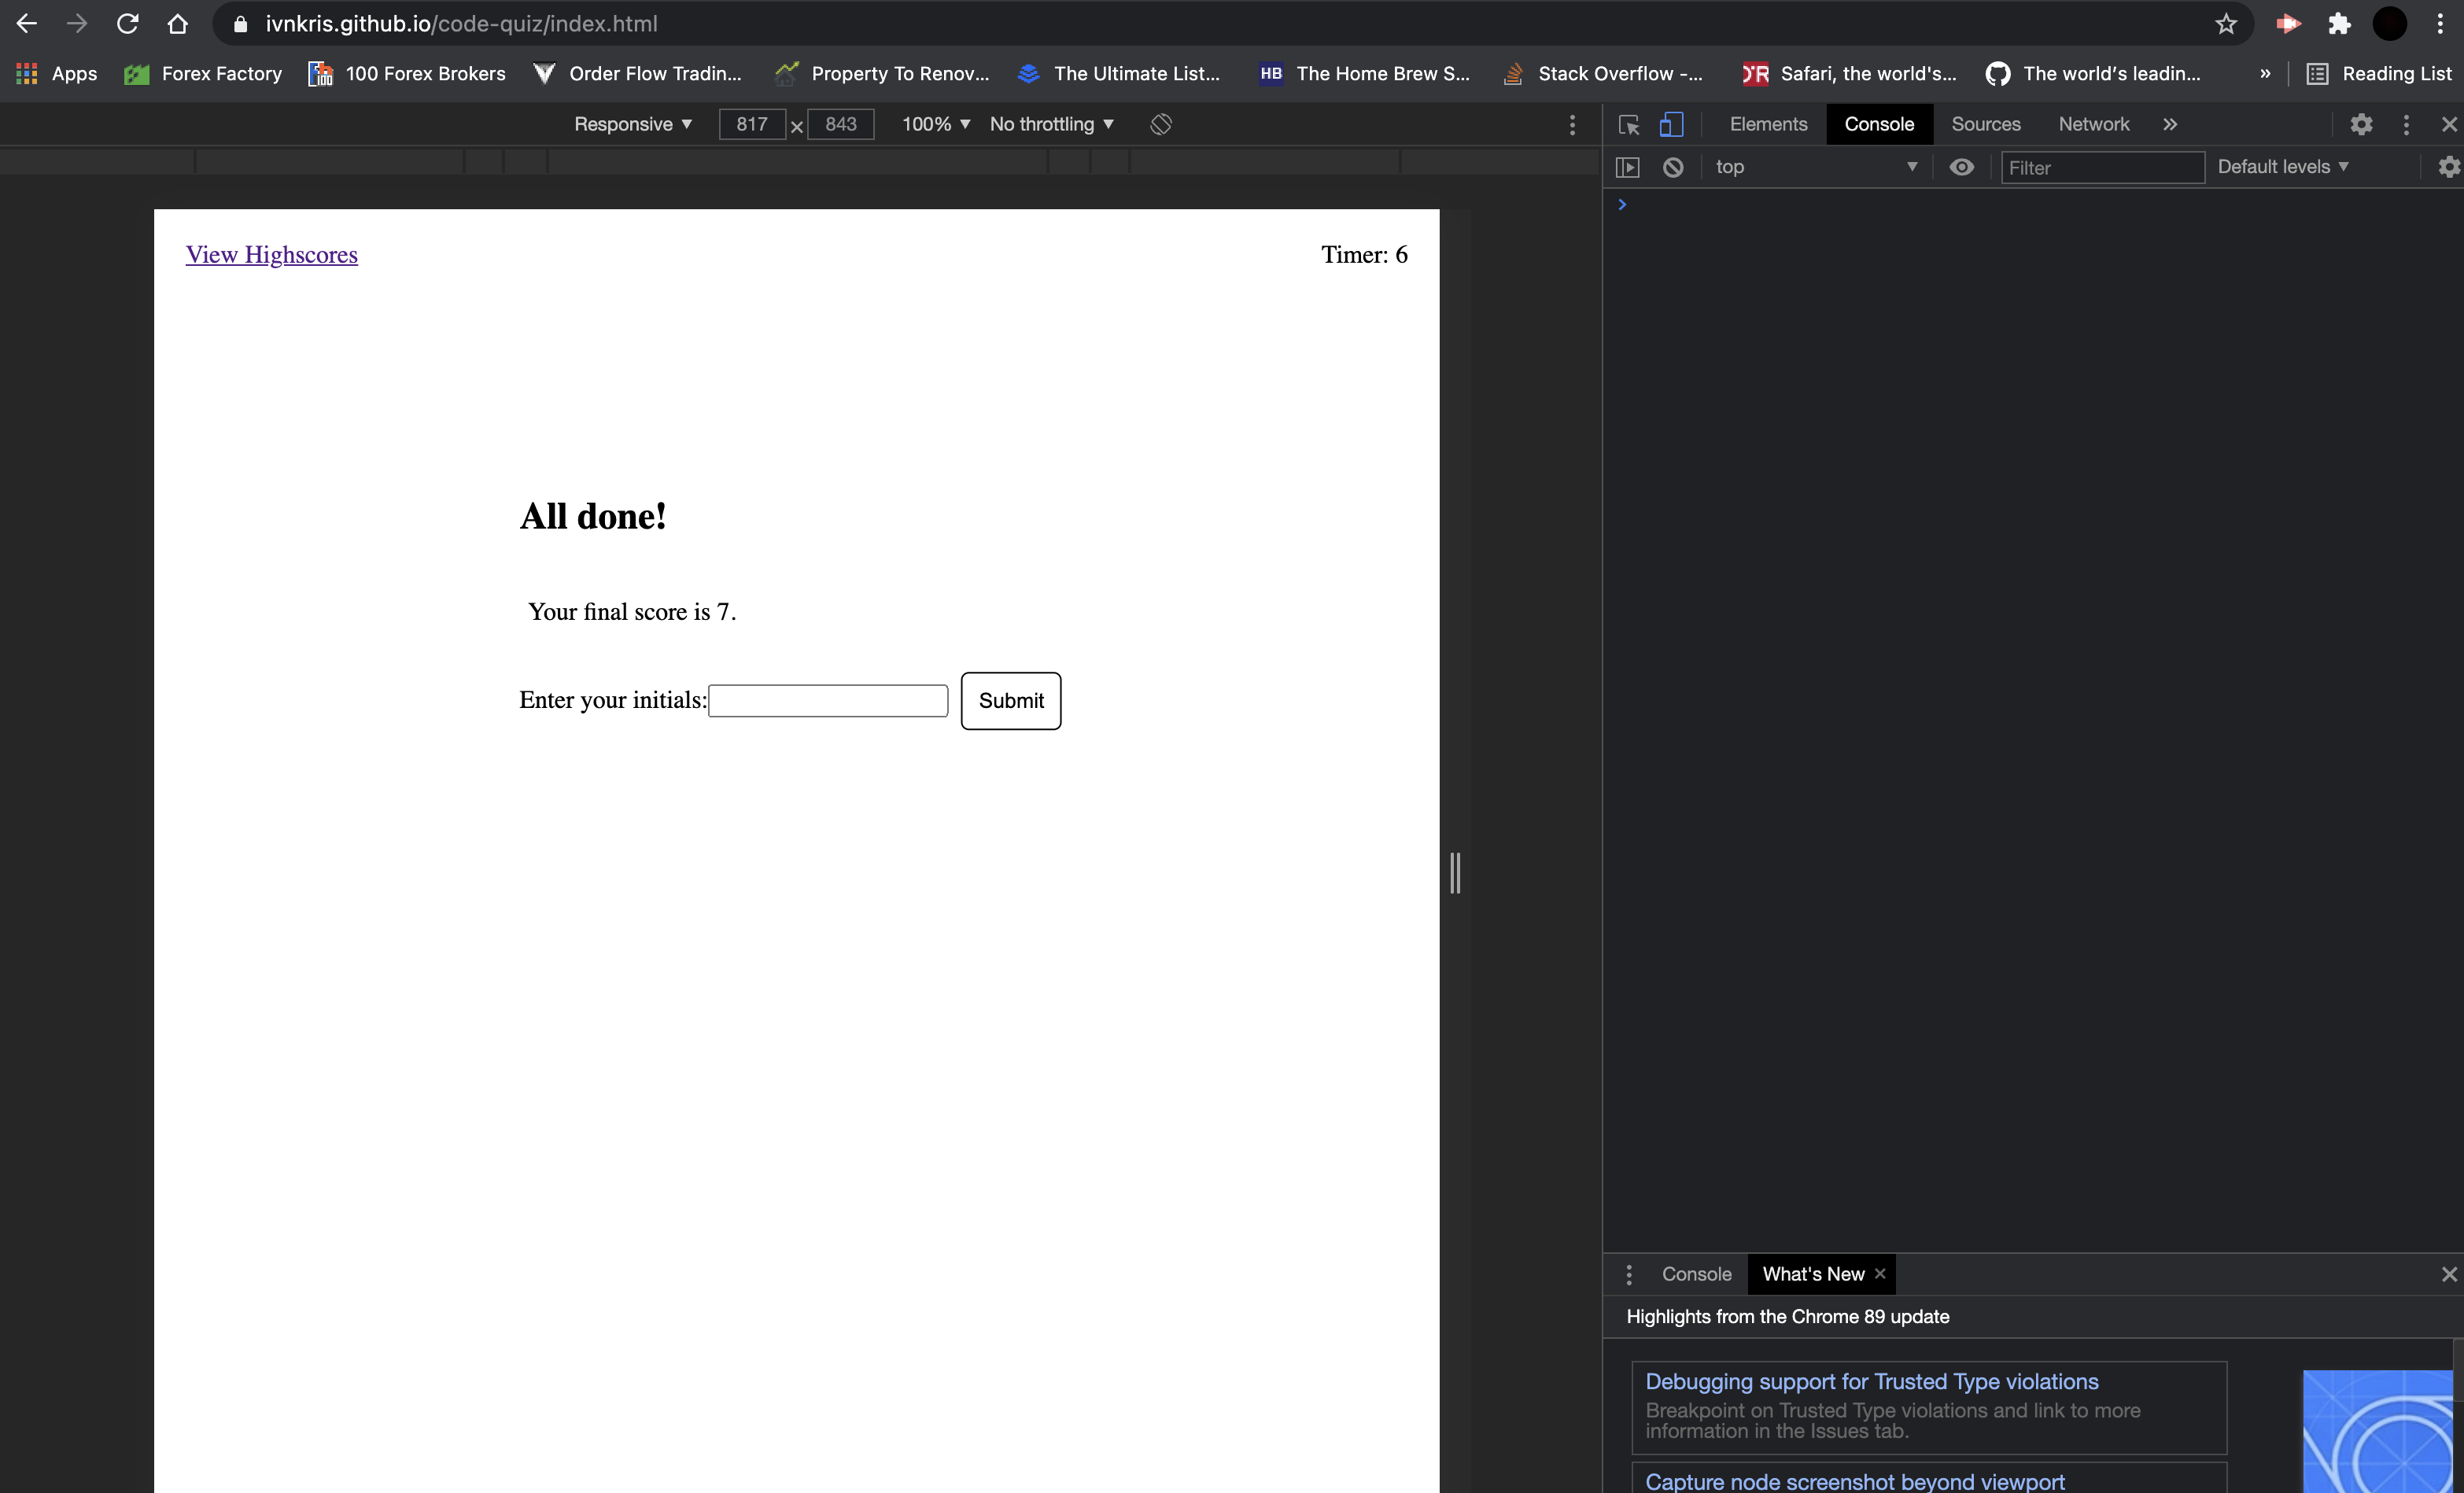 ivnkris.github.io/code-quiz/index.html
Apps Forex Factory 100 Forex Brokers Order Flow Tradin... Property To Renov... The Ultimate List... HB The Home Brew S... Stack Overflow -... Safari, the world's... The world's leadin... » Reading List
Responsive ▼ 817 × 843 100% ▼ No throttling ▼
Elements Console Sources Network »
top ▼ Filter Default levels ▼
View Highscores
Timer: 6
All done!
Your final score is 7.
Enter your initials: Submit
Console What's New ×
Highlights from the Chrome 89 update
Debugging support for Trusted Type violations
Breakpoint on Trusted Type violations and link to more
information in the Issues tab.
Capture node screenshot beyond viewport